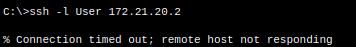 C:\>ssh -l User 172.21.20.2
% Connection timed out; remote host not responding